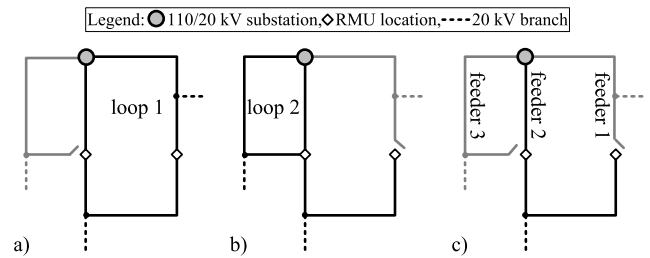 Legend: 110/20 kV substation, RMU location, 20 kV branch
loop 1
loop 2
feeder 3
feeder 2
feeder 1
a)
b)
c)